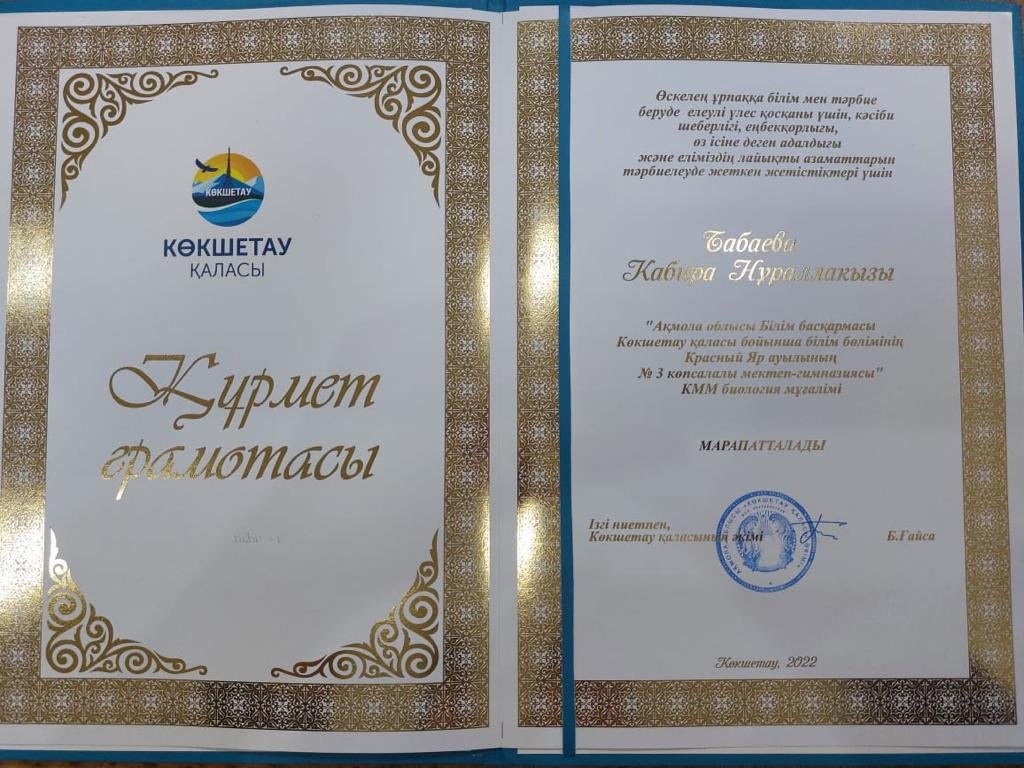 КӨКШЕТАУ
КӨКШЕТАУ
ҚАЛАСЫ
Құрмет
грамотасы
Өскелең ұрпаққа білім мен тәрбие
беруде елеулі үлес қосқаны үшін, кәсіби
шеберлігі, еңбекқорлығы,
өз ісіне деген адалдығы
және еліміздің лайықты азаматтарын
тәрбиелеуде жеткен жетістіктері үшін
Бабаева
Кабира Нұраллакызы
"Ақмола облысы Білім басқармасы
Көкшетау қаласы бойынша білім бөлімінің
Красный Яр ауылының
№ 3 көпсалалы мектеп-гимназиясы"
КММ биология мұғалімі
МАРАПАТТАЛАДЫ
Ізгі ниетпен,
Көкшетау қаласының әкімі Б.Ғайса
Көкшетау, 2022